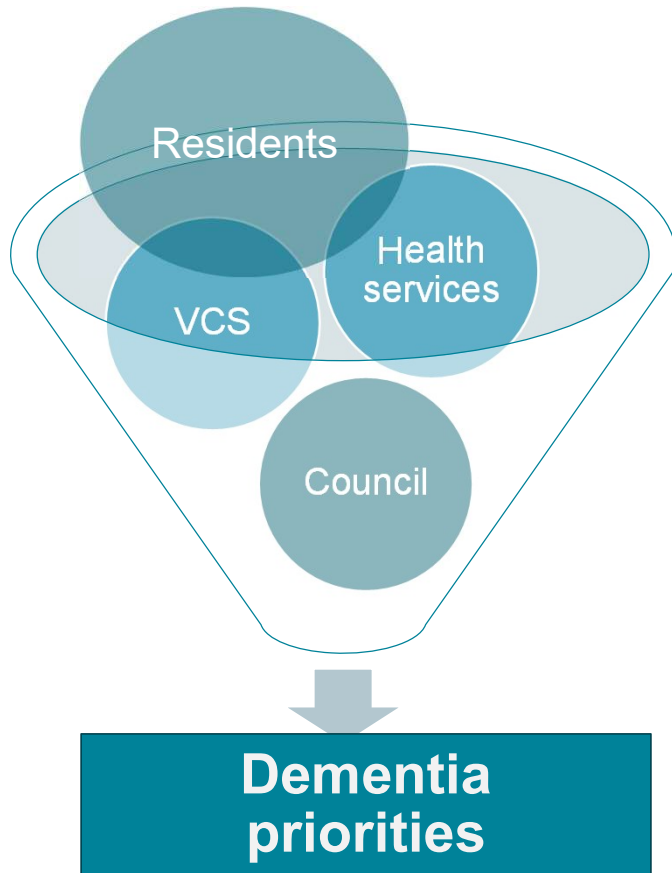 Residents
Health
services
VCS
Council
Dementia
priorities